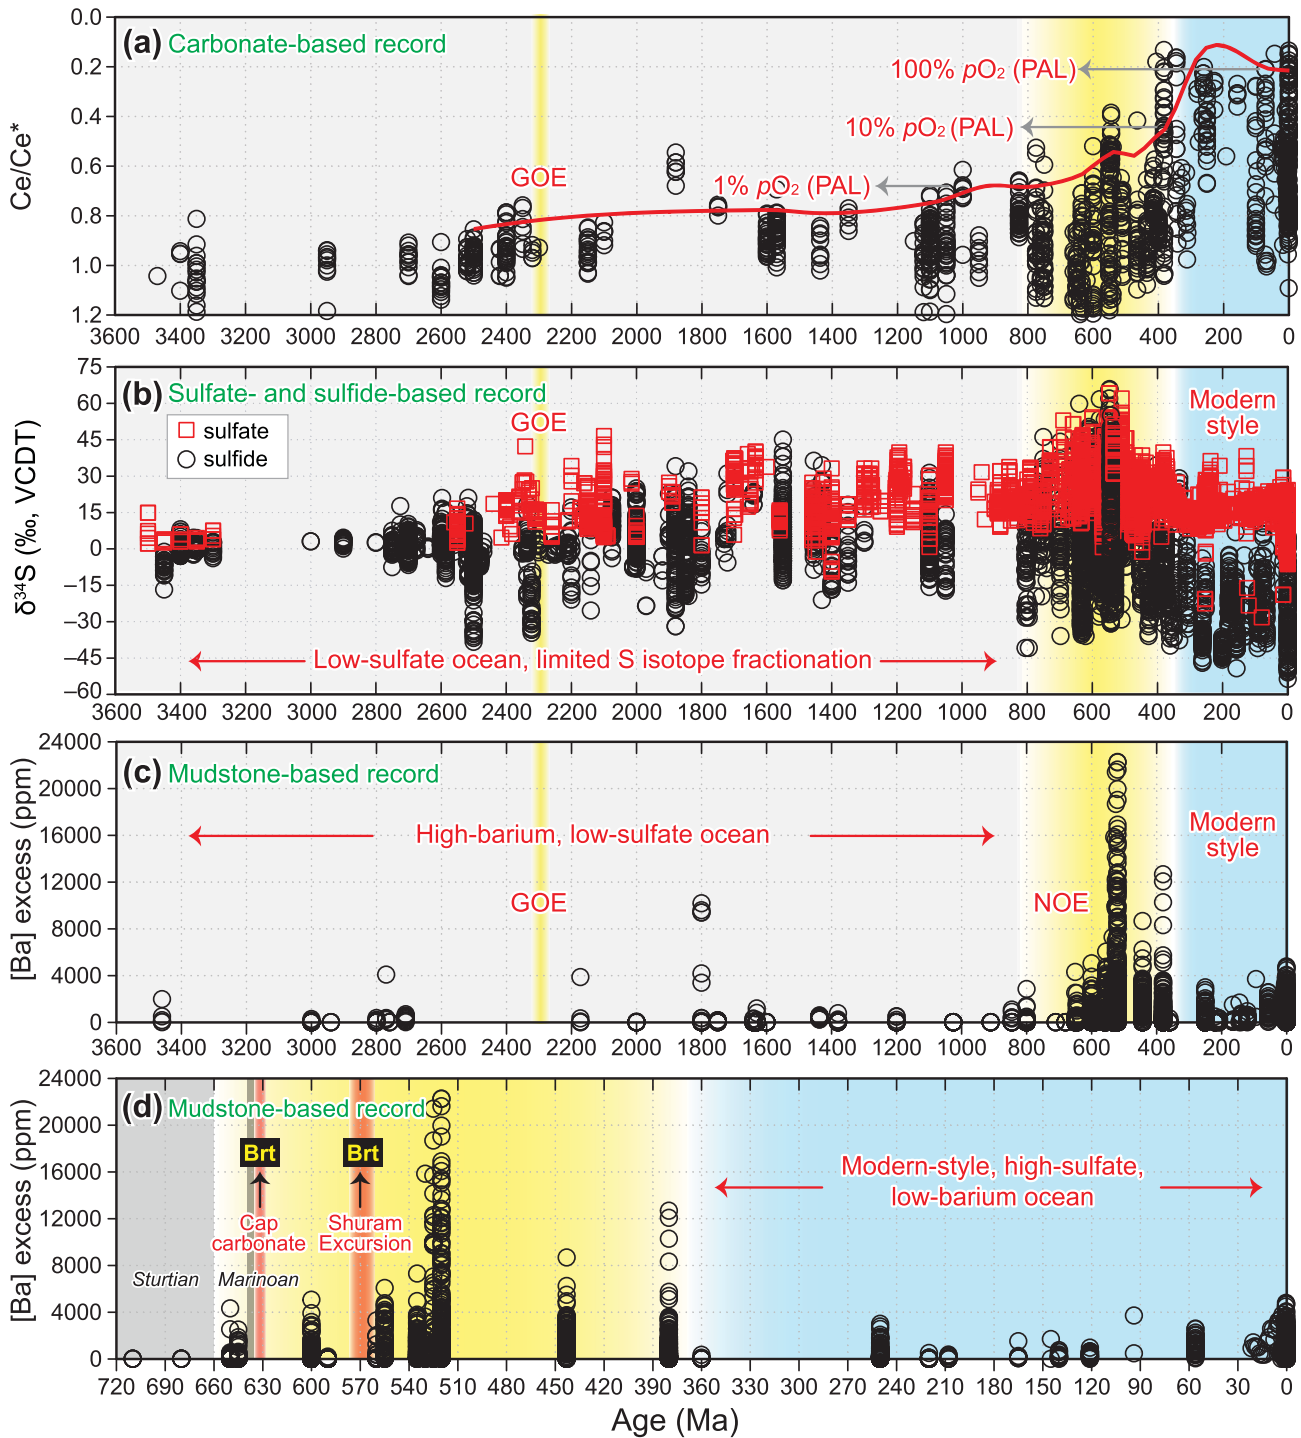 (a) Carbonate-based record
Ce/Ce*
0.0
0.2
0.4
0.6
0.8
1.0
1.2
100% pO₂ (PAL)
10% pO₂ (PAL)
1% pO₂ (PAL)
GOE
3600 3400 3200 3000 2800 2600 2400 2200 2000 1800 1600 1400 1200 1000 800 600 400 200 0
(b) Sulfate- and sulfide-based record
δ³⁴S (‰, VCDT)
75
60
45
30
15
0
−15
−30
−45
−60
sulfate
sulfide
GOE
Modern
style
Low-sulfate ocean, limited S isotope fractionation
3600 3400 3200 3000 2800 2600 2400 2200 2000 1800 1600 1400 1200 1000 800 600 400 200 0
(c) Mudstone-based record
[Ba] excess (ppm)
24000
20000
16000
12000
8000
4000
0
High-barium, low-sulfate ocean
Modern
style
GOE
NOE
3600 3400 3200 3000 2800 2600 2400 2200 2000 1800 1600 1400 1200 1000 800 600 400 200 0
(d) Mudstone-based record
[Ba] excess (ppm)
24000
20000
16000
12000
8000
4000
0
Brt
Brt
Cap
carbonate
Shuram
Excursion
Sturtian
Marinoan
Modern-style, high-sulfate,
low-barium ocean
720 690 660 630 600 570 540 510 450 420 390 360 330 300 270 240 210 180 150 120 90 60 30 0
Age (Ma)